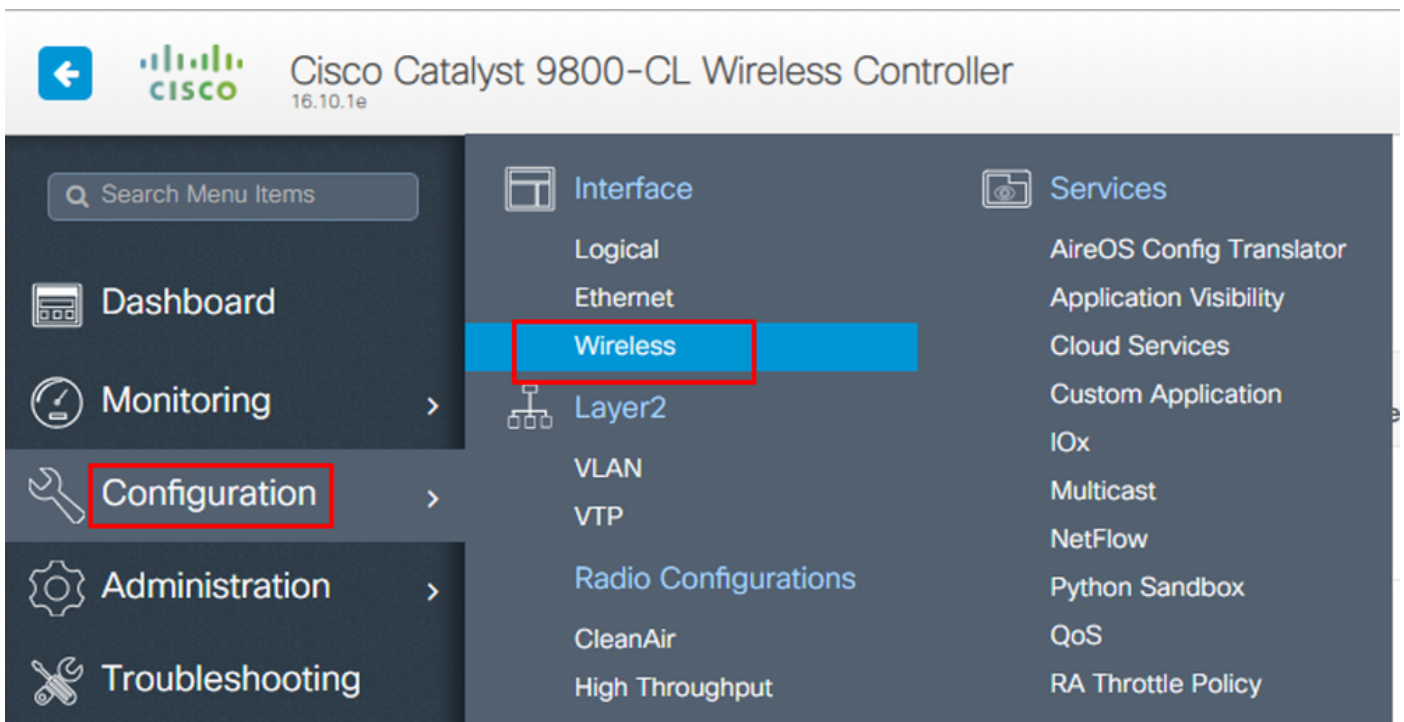 CISCO
Cisco Catalyst 9800-CL Wireless Controller
16.10.1e
Search Menu Items
Dashboard
Monitoring
Configuration
Administration
Troubleshooting
Interface
Logical
Ethernet
Wireless
Layer2
VLAN
VTP
Radio Configurations
CleanAir
High Throughput
Services
AireOS Config Translator
Application Visibility
Cloud Services
Custom Application
IOx
Multicast
NetFlow
Python Sandbox
QoS
RA Throttle Policy